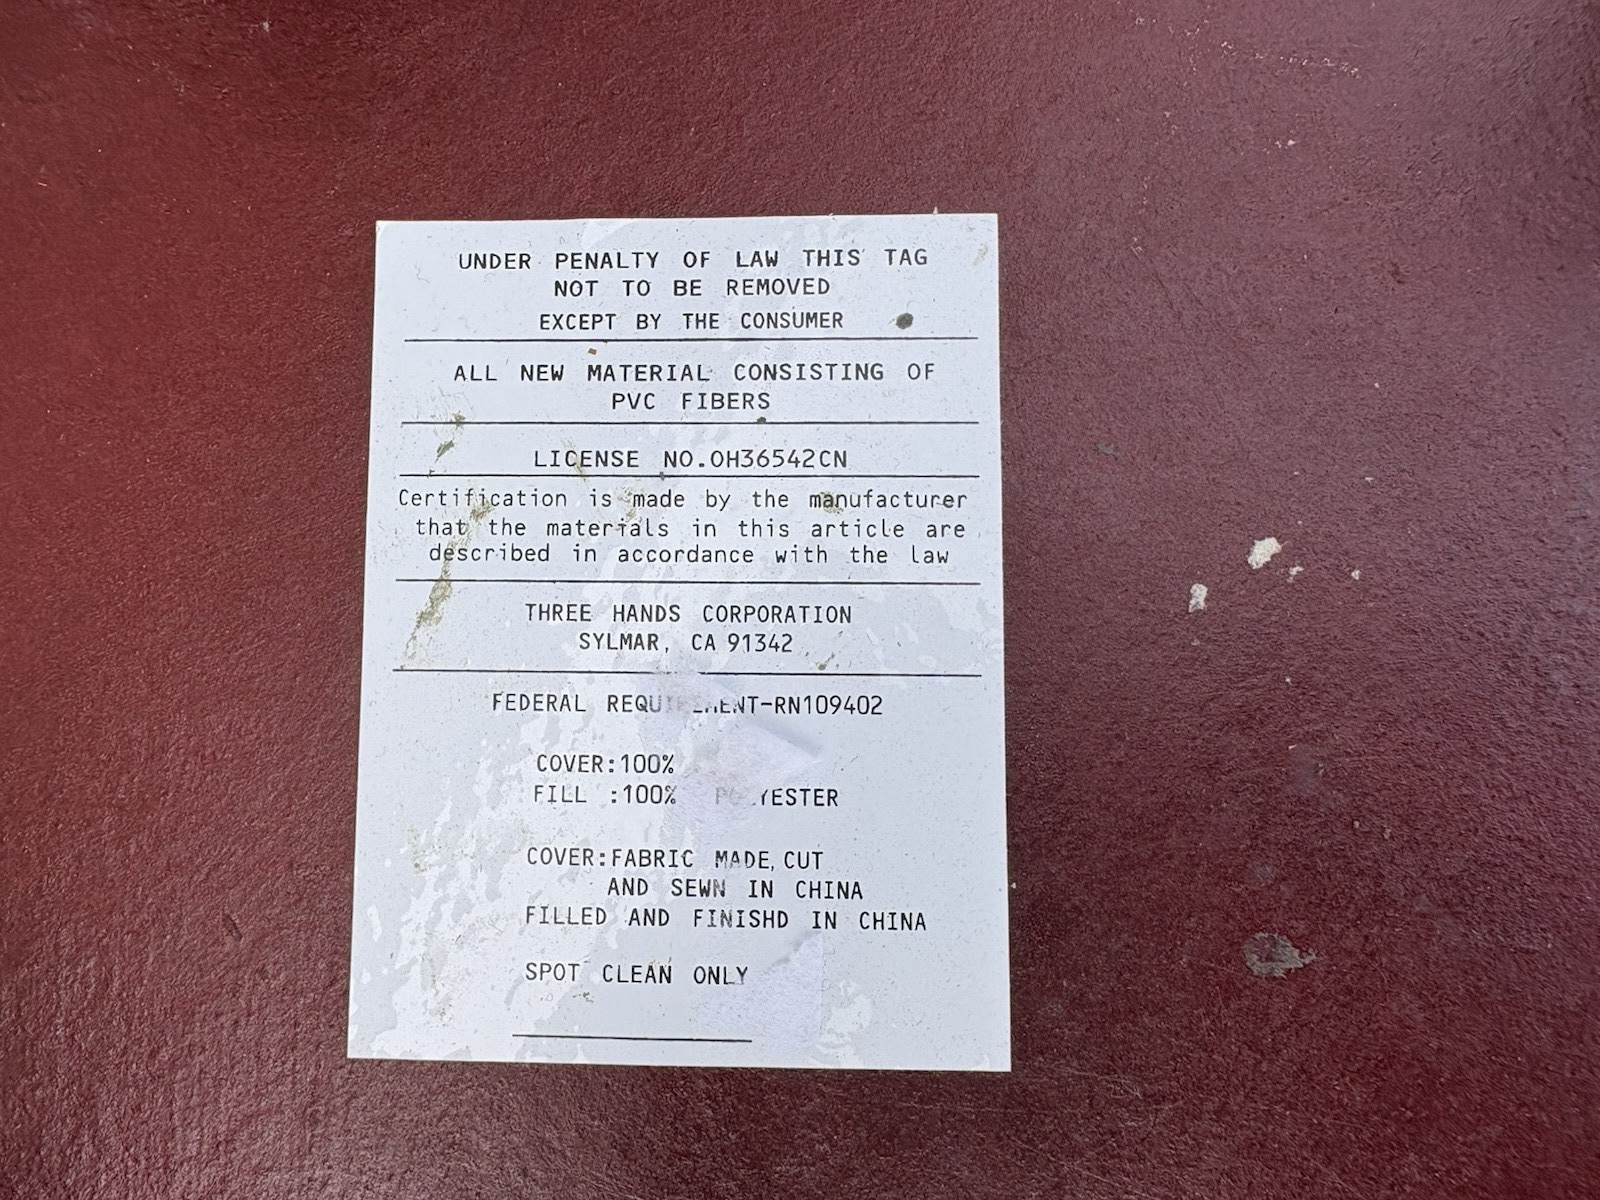 UNDER PENALTY OF LAW THIS TAG
NOT TO BE REMOVED
EXCEPT BY THE CONSUMER
ALL NEW MATERIAL CONSISTING OF
PVC FIBERS
LICENSE NO.OH36542CN
Certification is made by the manufacturer
that the materials in this article are
described in accordance with the law
THREE HANDS CORPORATION
SYLMAR, CA 91342
FEDERAL REQUIREMENT-RN109402
COVER:100%
FILL :100% POLYESTER
COVER:FABRIC MADE, CUT
AND SEWN IN CHINA
FILLED AND FINISHD IN CHINA
SPOT CLEAN ONLY